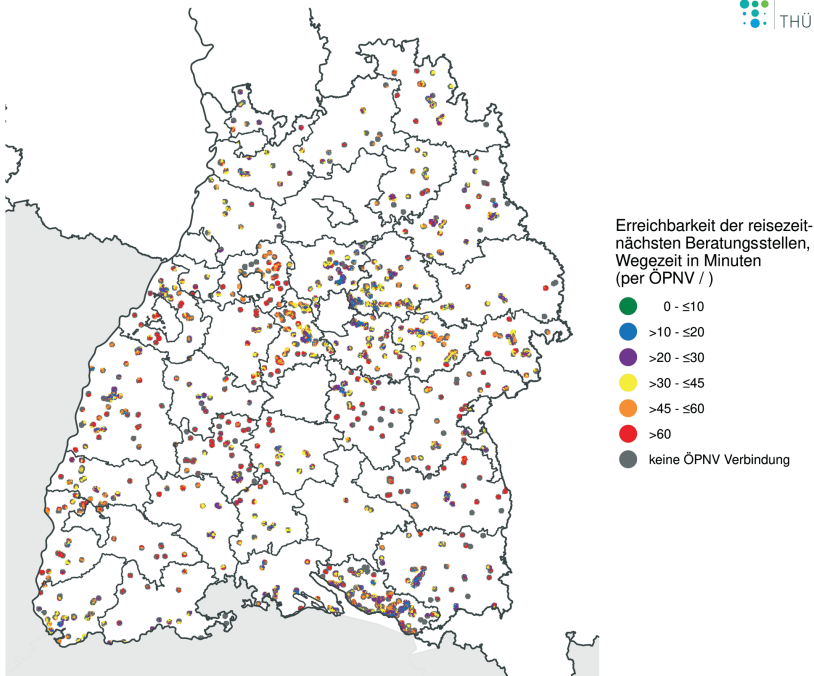 THÜ
Erreichbarkeit der reisezeit-
nächsten Beratungsstellen,
Wegezeit in Minuten
(per ÖPNV / )
0 - ≤10
>10 - ≤20
>20 - ≤30
>30 - ≤45
>45 - ≤60
>60
keine ÖPNV Verbindung